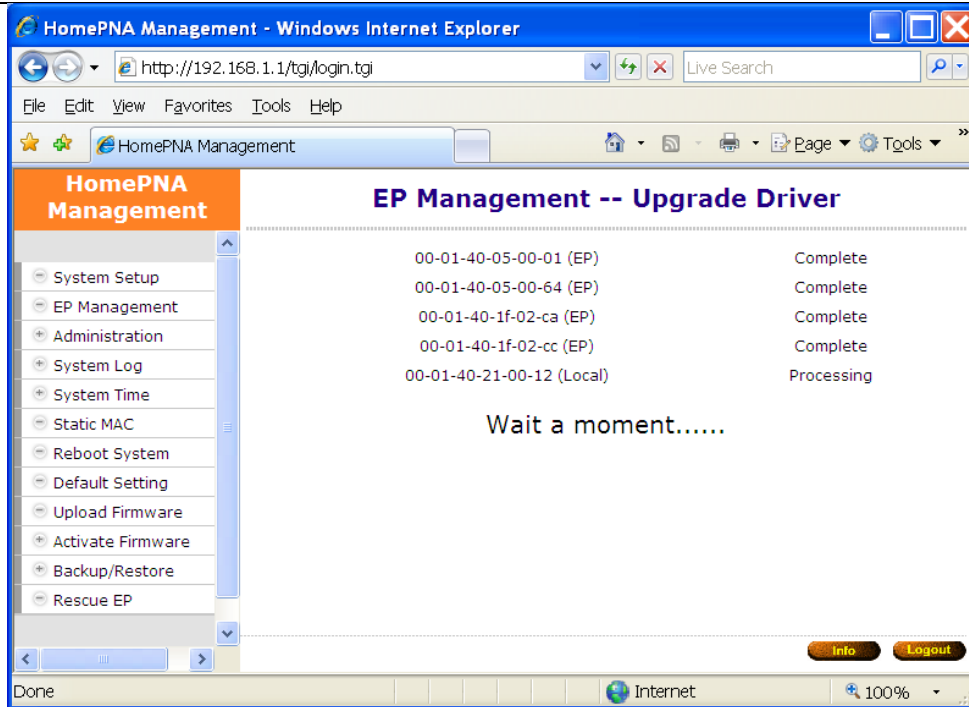 HomePNA Management - Windows Internet Explorer
http://192.168.1.1/tgi/login.tgi
Live Search
File Edit View Favorites Tools Help
HomePNA Management
Page Tools »
HomePNA
Management
EP Management -- Upgrade Driver
System Setup
EP Management
Administration
System Log
System Time
Static MAC
Reboot System
Default Setting
Upload Firmware
Activate Firmware
Backup/Restore
Rescue EP
00-01-40-05-00-01 (EP) Complete
00-01-40-05-00-64 (EP) Complete
00-01-40-1f-02-ca (EP) Complete
00-01-40-1f-02-cc (EP) Complete
00-01-40-21-00-12 (Local) Processing
Wait a moment......
Info Logout
Done Internet 100%